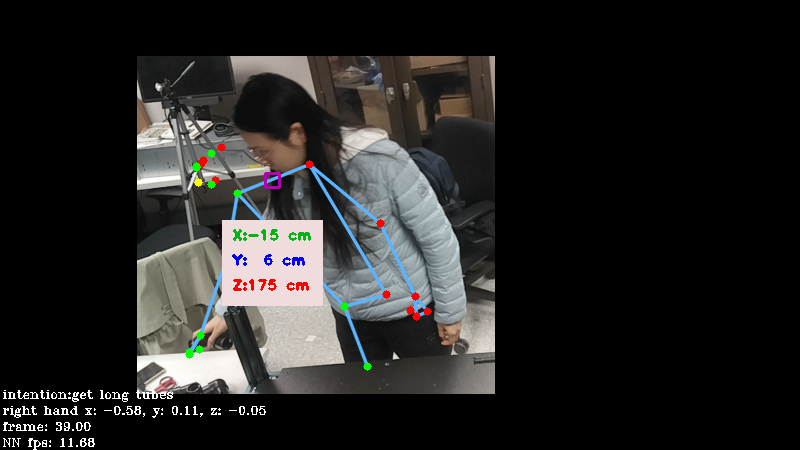 X:-15 cm
Y: 6 cm
Z:175 cm
intention:get long tubes
right hand x: -0.58, y: 0.11, z: -0.05
frame: 39.00
NN fps: 11.68